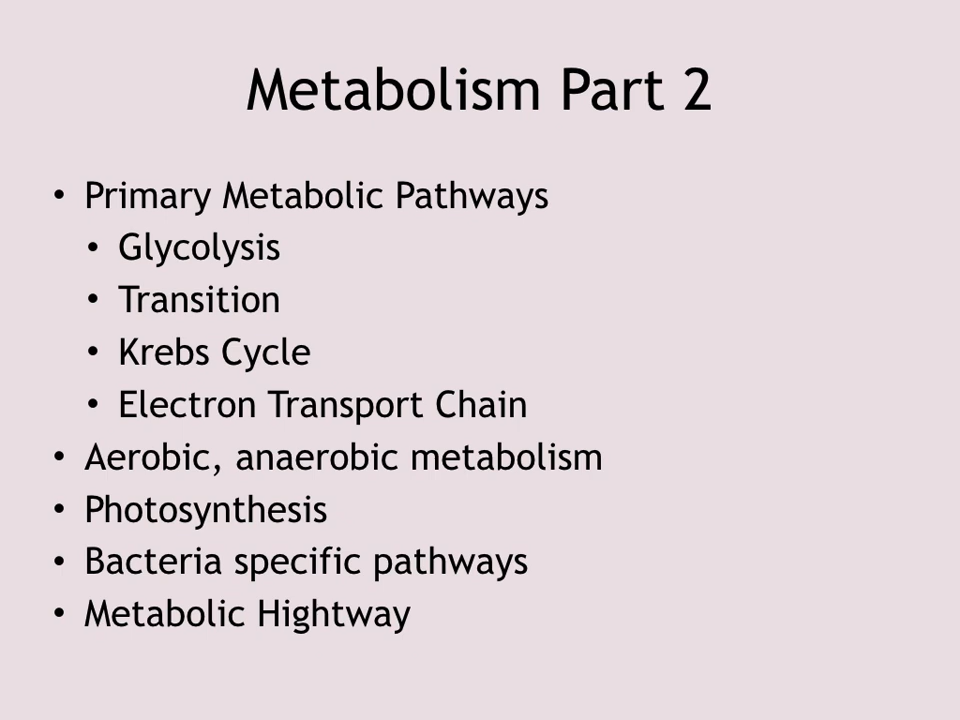 Metabolism Part 2
• Primary Metabolic Pathways
• Glycolysis
• Transition
• Krebs Cycle
• Electron Transport Chain
• Aerobic, anaerobic metabolism
• Photosynthesis
• Bacteria specific pathways
• Metabolic Hightway